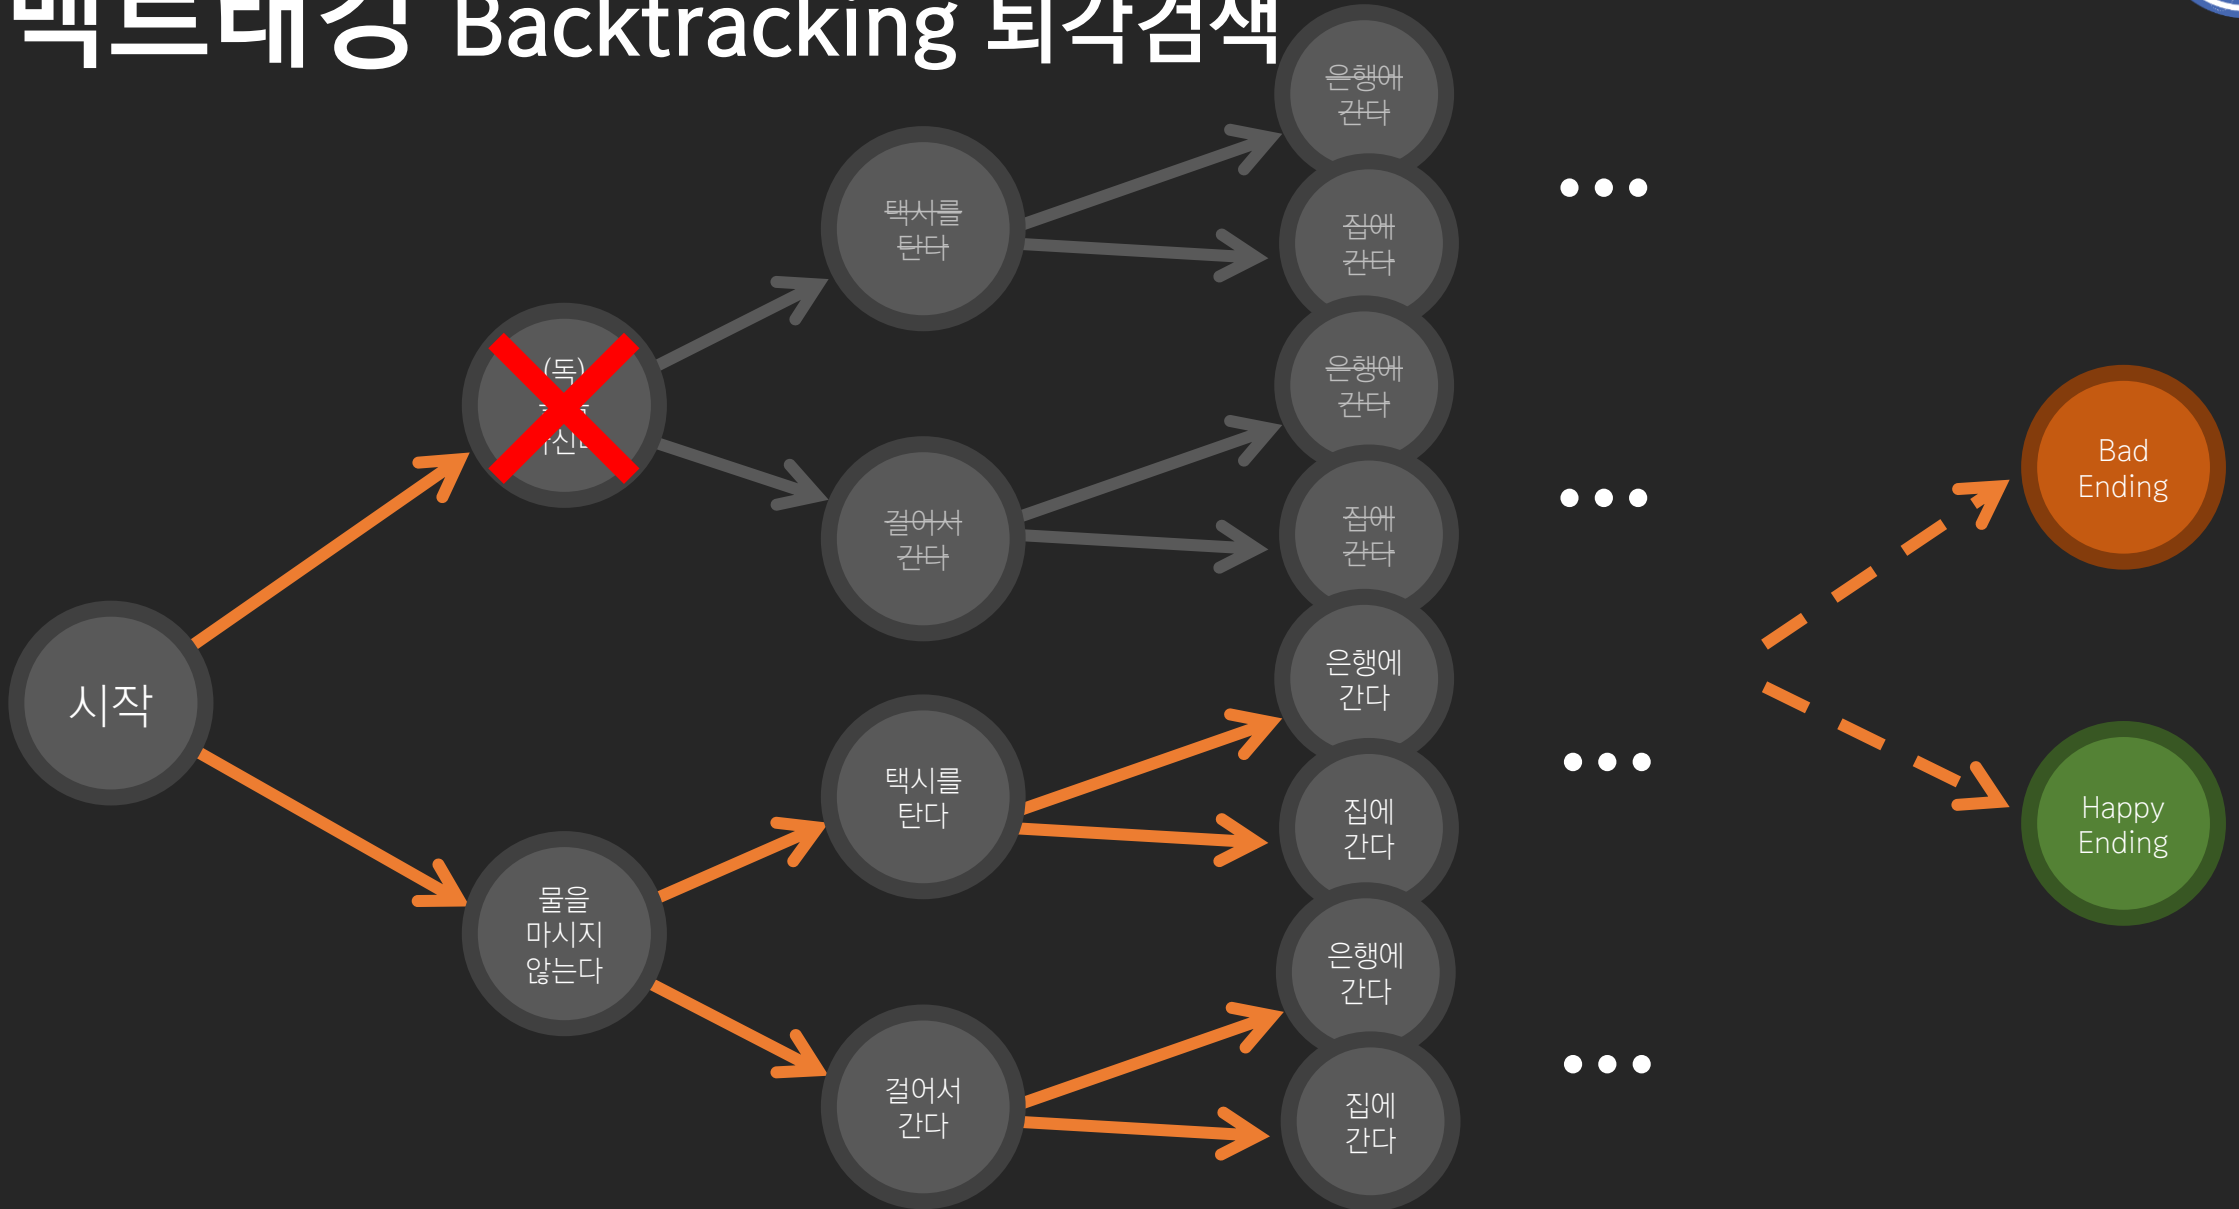 백트래킹 Backtracking 퇴각검색
은행에
간다
택시를
탄다
집에
간다
(독)
은행에
간다
걸어서
간다
집에
간다
시작
은행에
간다
택시를
탄다
집에
간다
물을
마시지
않는다
은행에
간다
걸어서
간다
집에
간다
Bad
Ending
Happy
Ending